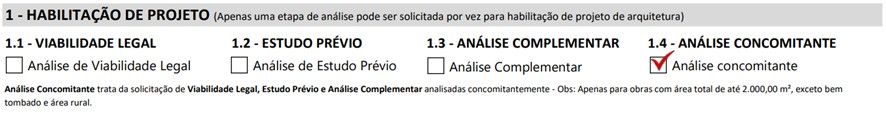 1 - HABILITAÇÃO DE PROJETO (Apenas uma etapa de análise pode ser solicitada por vez para habilitação de projeto de arquitetura)
1.1 - VIABILIDADE LEGAL 1.2 - ESTUDO PRÉVIO 1.3 - ANÁLISE COMPLEMENTAR 1.4 - ANÁLISE CONCOMITANTE
Análise de Viabilidade Legal Análise de Estudo Prévio Análise Complementar Análise concomitante
Análise Concomitante trata da solicitação de Viabilidade Legal, Estudo Prévio e Análise Complementar analisadas concomitantemente - Obs: Apenas para obras com área total de até 2.000,00 m², exceto bem
tombado e área rural.